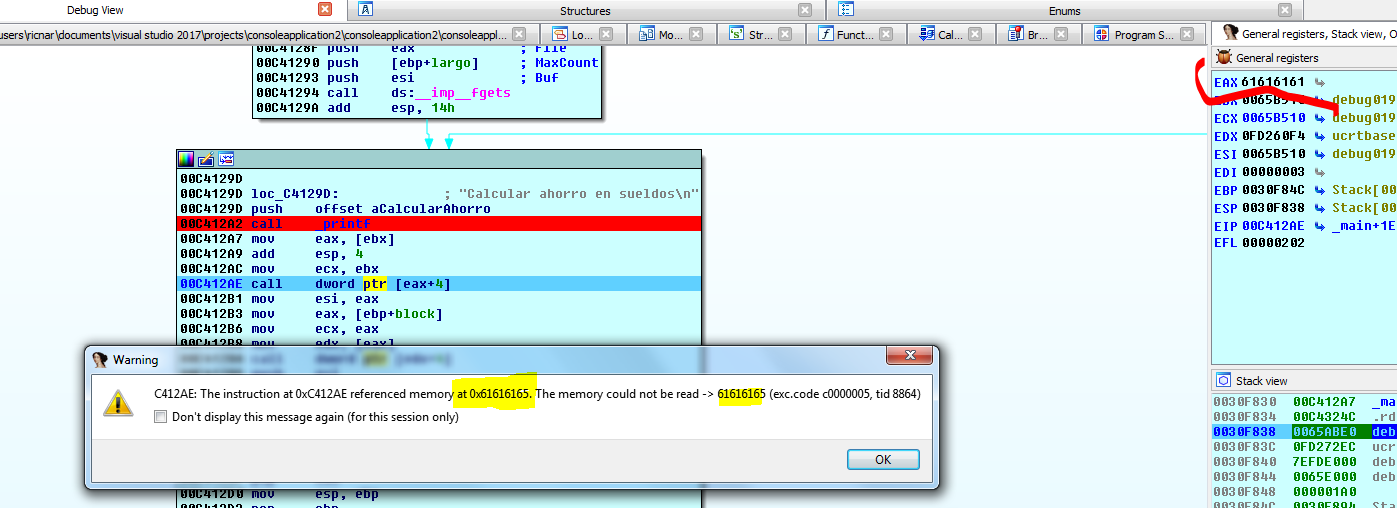 Debug View
Structures
Enums
users\ricnar\documents\visual studio 2017\projects\consoleapplication2\consoleapplication2\consoleappl...
Lo...
Mo...
Str...
Funct...
Cal...
Br...
Program S...
General registers, Stack view, O
00C4128F push eax ; File
00C41290 push [ebp+largo] ; MaxCount
00C41293 push esi ; Buf
00C41294 call ds:__imp__fgets
00C4129A add esp, 14h
00C4129D
00C4129D loc_C4129D: ; "Calcular ahorro en sueldos\n"
00C4129D push offset aCalcularAhorro
00C412A2 call _printf
00C412A7 mov eax, [ebx]
00C412A9 add esp, 4
00C412AC mov ecx, ebx
00C412AE call dword ptr [eax+4]
00C412B1 mov esi, eax
00C412B3 mov eax, [ebp+block]
00C412B6 mov ecx, eax
00C412B8 mov edx, [eax]
General registers
EAX 61616161
0065B510 debug019
ECX 0065B510 debug019
EDX 0FD260F4 ucrtbase
ESI 0065B510 debug019
EDI 00000003
EBP 0030F84C Stack[00
ESP 0030F838 Stack[00
EIP 00C412AE _main+1E
EFL 00000202
Warning
C412AE: The instruction at 0xC412AE referenced memory at 0x61616165. The memory could not be read -> 61616165 (exc.code c0000005, tid 8864)
Don't display this message again (for this session only)
OK
00C412D0 mov esp, ebp
Stack view
0030F830 00C412A7 _ma
0030F834 00C4324C .rd
0030F838 0065ABE0 deb
0030F83C 0FD272EC ucr
0030F840 7EFDE000 deb
0030F844 0065E000 deb
0030F848 000001A0